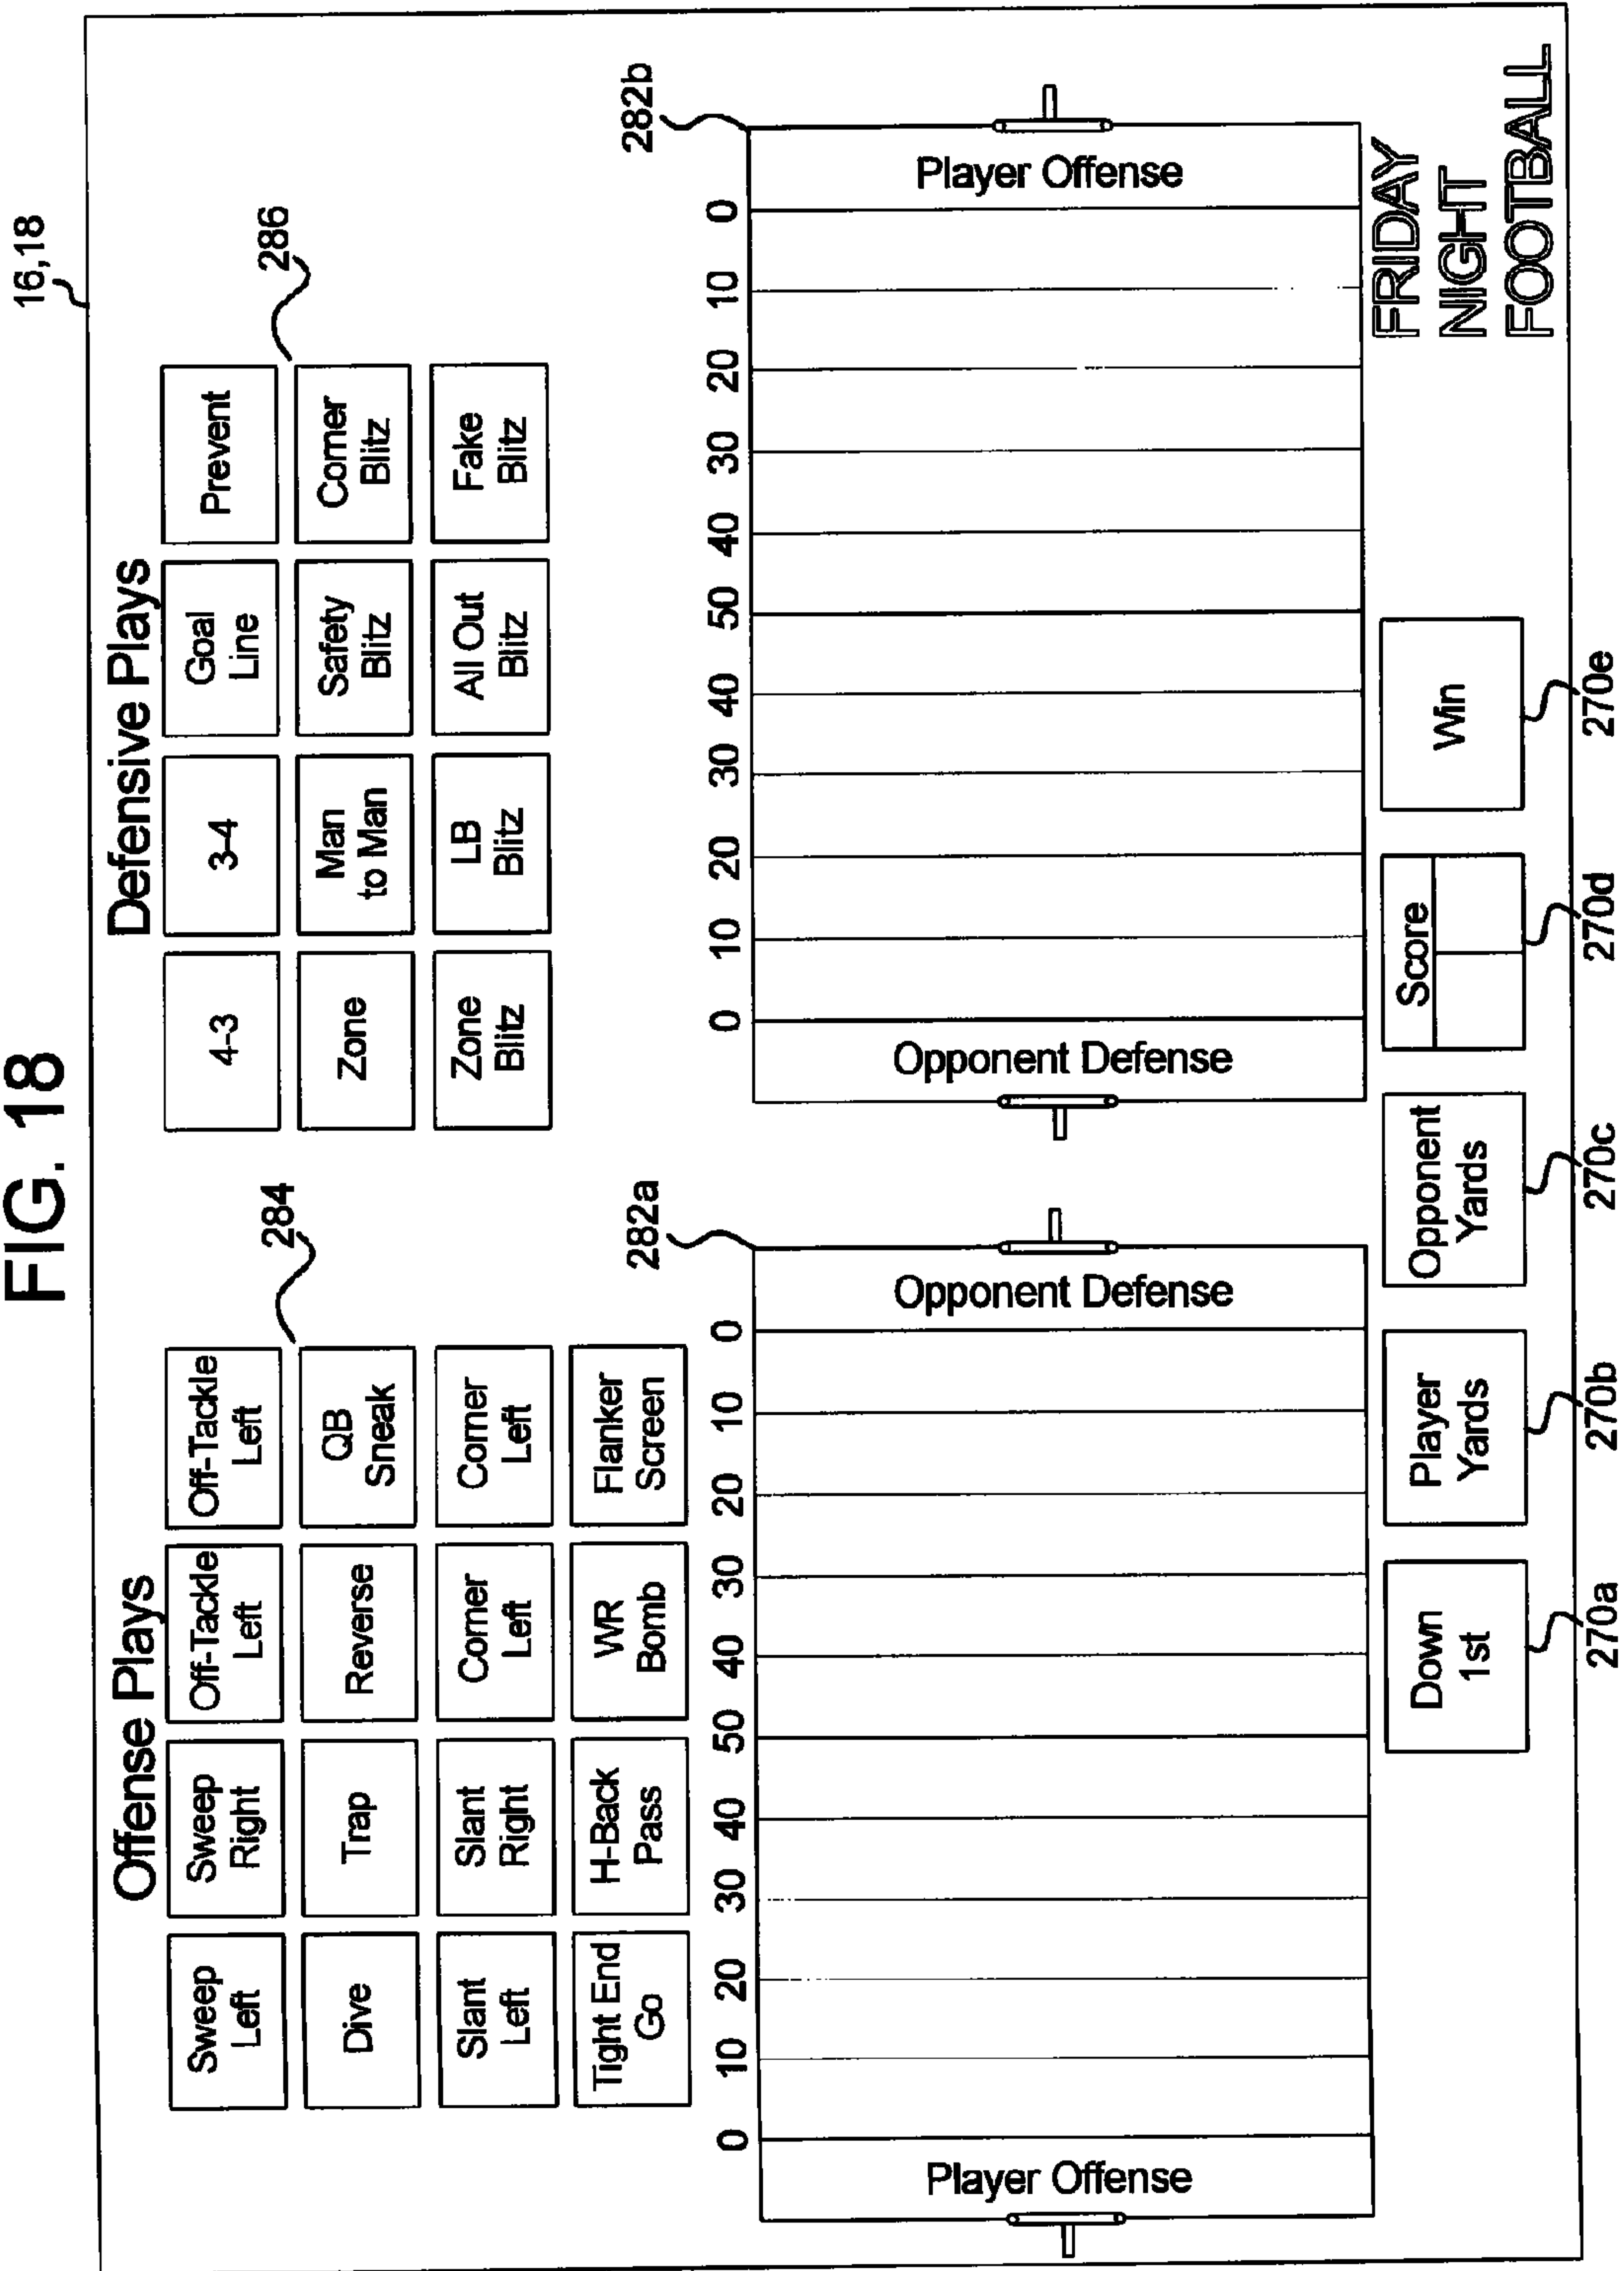 FIG. 18
16,18
Offense Plays
Sweep
Left
Sweep
Right
Off-Tackle
Left
Off-Tackle
Left
Dive
Trap
Reverse
QB
Sneak
Slant
Left
Slant
Right
Corner
Left
Corner
Left
Tight End
Go
H-Back
Pass
WR
Bomb
Flanker
Screen
284
Defensive Plays
4-3
3-4
Goal
Line
Prevent
Zone
Man
to Man
Safety
Blitz
Corner
Blitz
Zone
Blitz
LB
Blitz
All Out
Blitz
Fake
Blitz
286
282a
0 10 20 30 40 50 40 30 20 10 0
Player Offense
Opponent Defense
282b
0 10 20 30 40 50 40 30 20 10 0
Opponent Defense
Player Offense
Down
1st
Player
Yards
Opponent
Yards
Score
Win
FRIDAY
NIGHT
FOOTBALL
270a
270b
270c
270d
270e